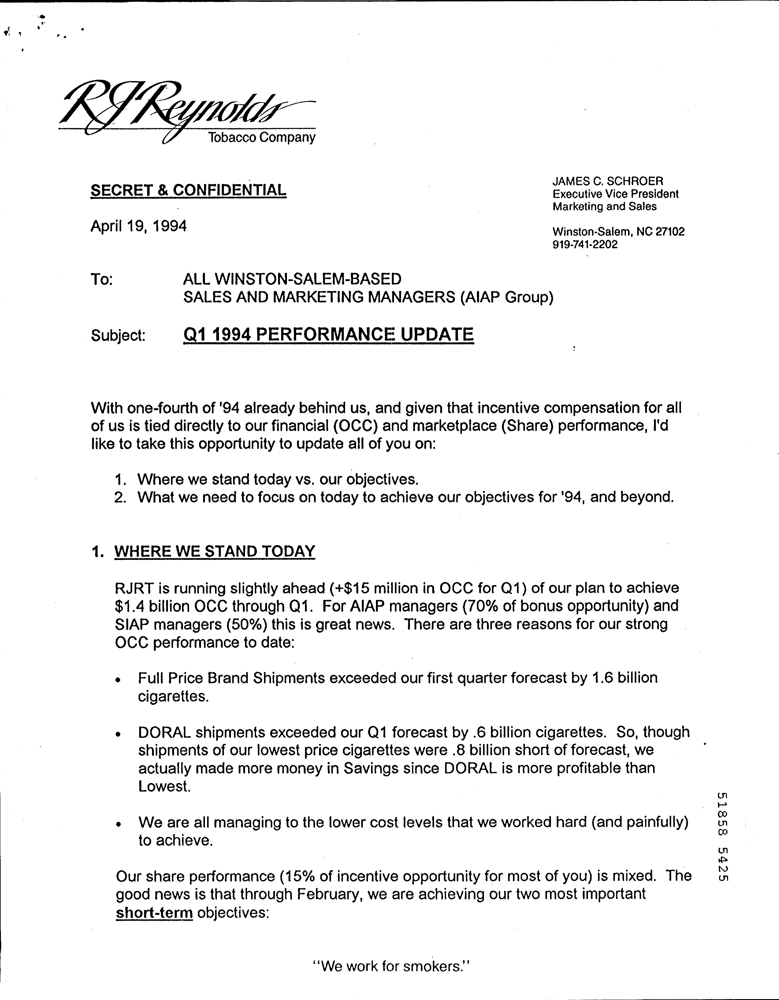 RJReynolds
Tobacco Company
SECRET & CONFIDENTIAL
JAMES C. SCHROER
Executive Vice President
Marketing and Sales
April 19, 1994
Winston-Salem, NC 27102
919-741-2202
To: ALL WINSTON-SALEM-BASED
SALES AND MARKETING MANAGERS (AIAP Group)
Subject: Q1 1994 PERFORMANCE UPDATE
With one-fourth of '94 already behind us, and given that incentive compensation for all
of us is tied directly to our financial (OCC) and marketplace (Share) performance, I'd
like to take this opportunity to update all of you on:
1. Where we stand today vs. our objectives.
2. What we need to focus on today to achieve our objectives for '94, and beyond.
1. WHERE WE STAND TODAY
RJRT is running slightly ahead (+$15 million in OCC for Q1) of our plan to achieve
$1.4 billion OCC through Q1. For AIAP managers (70% of bonus opportunity) and
SIAP managers (50%) this is great news. There are three reasons for our strong
OCC performance to date:
• Full Price Brand Shipments exceeded our first quarter forecast by 1.6 billion
cigarettes.
• DORAL shipments exceeded our Q1 forecast by .6 billion cigarettes. So, though
shipments of our lowest price cigarettes were .8 billion short of forecast, we
actually made more money in Savings since DORAL is more profitable than
Lowest.
• We are all managing to the lower cost levels that we worked hard (and painfully)
to achieve.
Our share performance (15% of incentive opportunity for most of you) is mixed. The
good news is that through February, we are achieving our two most important
short-term objectives:
51858 5425
"We work for smokers."